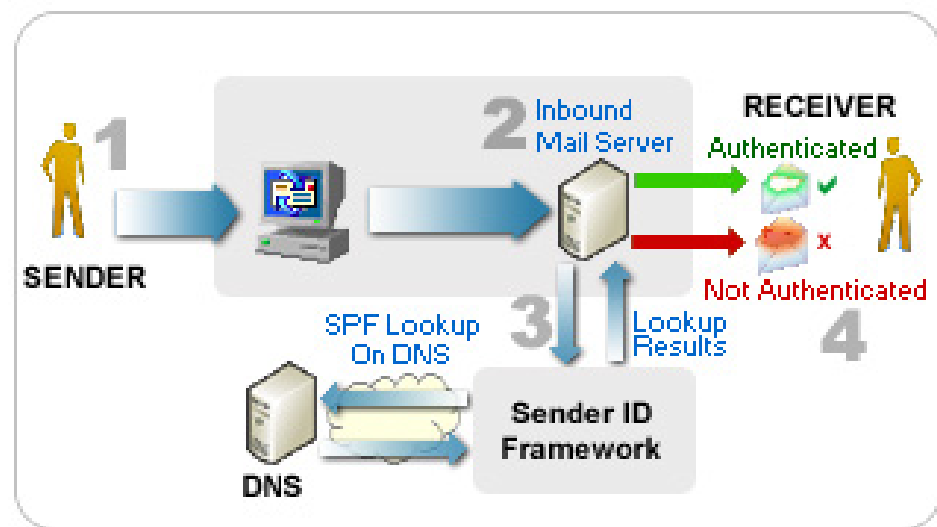 1
SENDER
2
Inbound
Mail Server
RECEIVER
Authenticated
Not Authenticated
3
4
SPF Lookup
On DNS
Lookup
Results
Sender ID
Framework
DNS